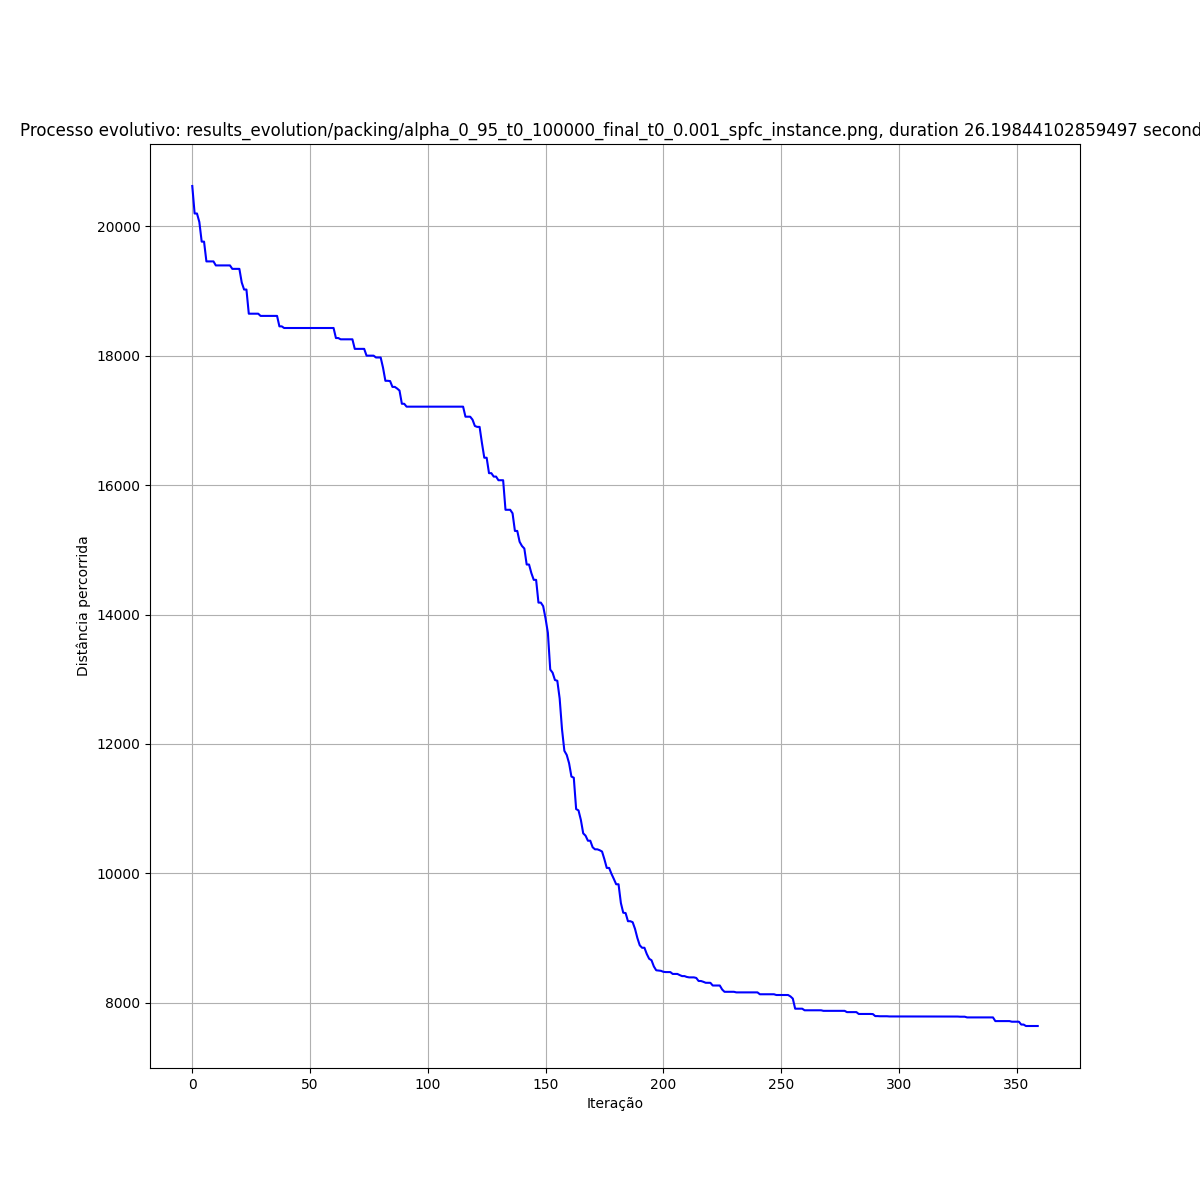 Processo evolutivo: results_evolution/packing/alpha_0_95_t0_100000_final_t0_0.001_spfc_instance.png, duration 26.19844102859497 second
20000
18000
16000
14000
12000
10000
8000
Distância percorrida
0 50 100 150 200 250 300 350
Iteração